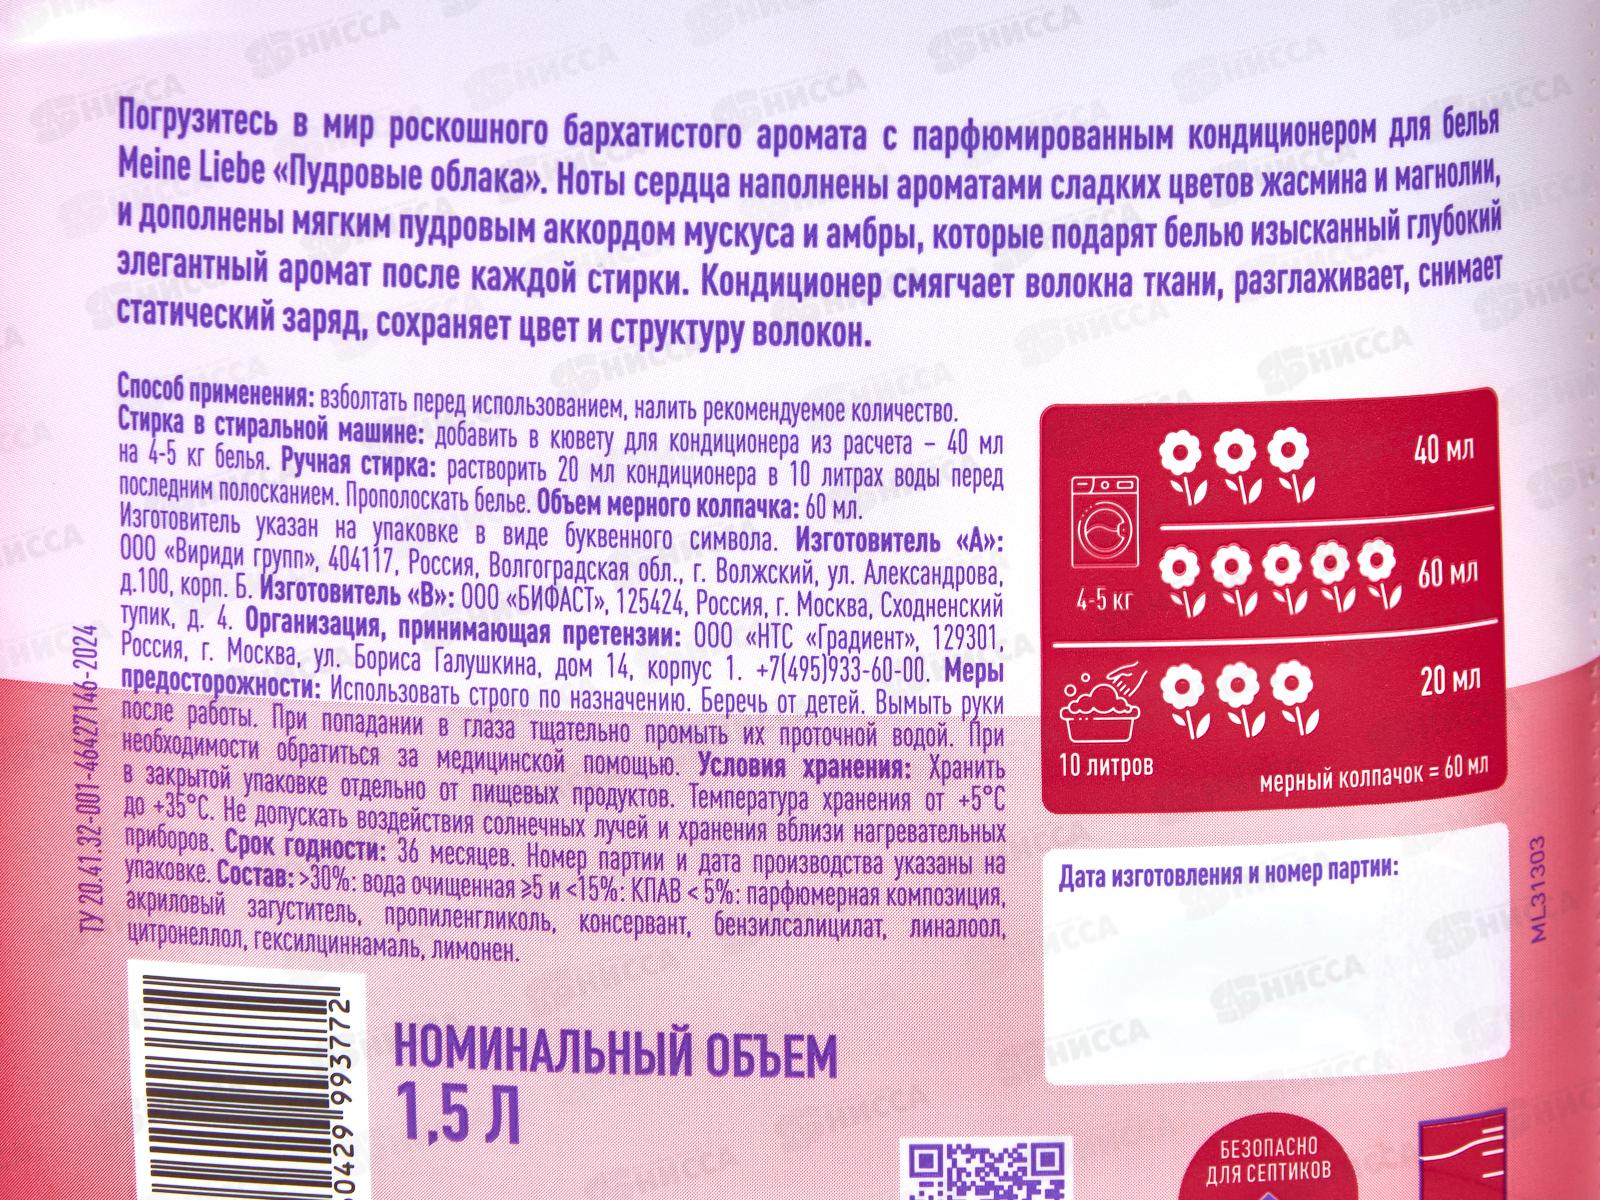 Погрузитесь в мир роскошного бархатистого аромата с парфюмированным кондиционером для белья
Meine Liebe «Пудровые облака». Ноты сердца наполнены ароматами сладких цветов жасмина и магнолии,
и дополнены мягким пудровым аккордом мускуса и амбры, которые подарят белью изысканный глубокий
элегантный аромат после каждой стирки. Кондиционер смягчает волокна ткани, разглаживает, снимает
статический заряд, сохраняет цвет и структуру волокон.
Способ применения: взболтать перед использованием, налить рекомендуемое количество.
Стирка в стиральной машине: добавить в кювету для кондиционера из расчета – 40 мл
на 4-5 кг белья. Ручная стирка: растворить 20 мл кондиционера в 10 литрах воды перед
последним полосканием. Прополоскать белье. Объем мерного колпачка: 60 мл.
Изготовитель указан на упаковке в виде буквенного символа. Изготовитель «А»:
ООО «Вириди групп», 404117, Россия, Волгоградская обл., г. Волжский, ул. Александрова,
д.100, корп. Б. Изготовитель «В»: ООО «БИФАСТ», 125424, Россия, г. Москва, Сходненский
тупик, д. 4. Организация, принимающая претензии: ООО «НТС «Градиент», 129301,
Россия, г. Москва, ул. Бориса Галушкина, дом 14, корпус 1. +7(495)933-60-00. Меры
предосторожности: Использовать строго по назначению. Беречь от детей. Вымыть руки
после работы. При попадании в глаза тщательно промыть их проточной водой. При
необходимости обратиться за медицинской помощью. Условия хранения: Хранить
в закрытой упаковке отдельно от пищевых продуктов. Температура хранения от +5°С
до +35°С. Не допускать воздействия солнечных лучей и хранения вблизи нагревательных
приборов. Срок годности: 36 месяцев. Номер партии и дата производства указаны на
упаковке. Состав: >30%: вода очищенная ≥5 и <15%: КПАВ < 5%: парфюмерная композиция,
акриловый загуститель, пропиленгликоль, консервант, бензилсалицилат, линалоол,
цитронеллол, гексилциннамаль, лимонен.
ТУ 20.41.32-001-46427146-2024
40 мл
60 мл
4-5 кг
20 мл
10 литров
мерный колпачок = 60 мл
Дата изготовления и номер партии:
ML31303
0429 993772
НОМИНАЛЬНЫЙ ОБЪЕМ
1,5 Л
БЕЗОПАСНО
ДЛЯ СЕПТИКОВ
НИССА